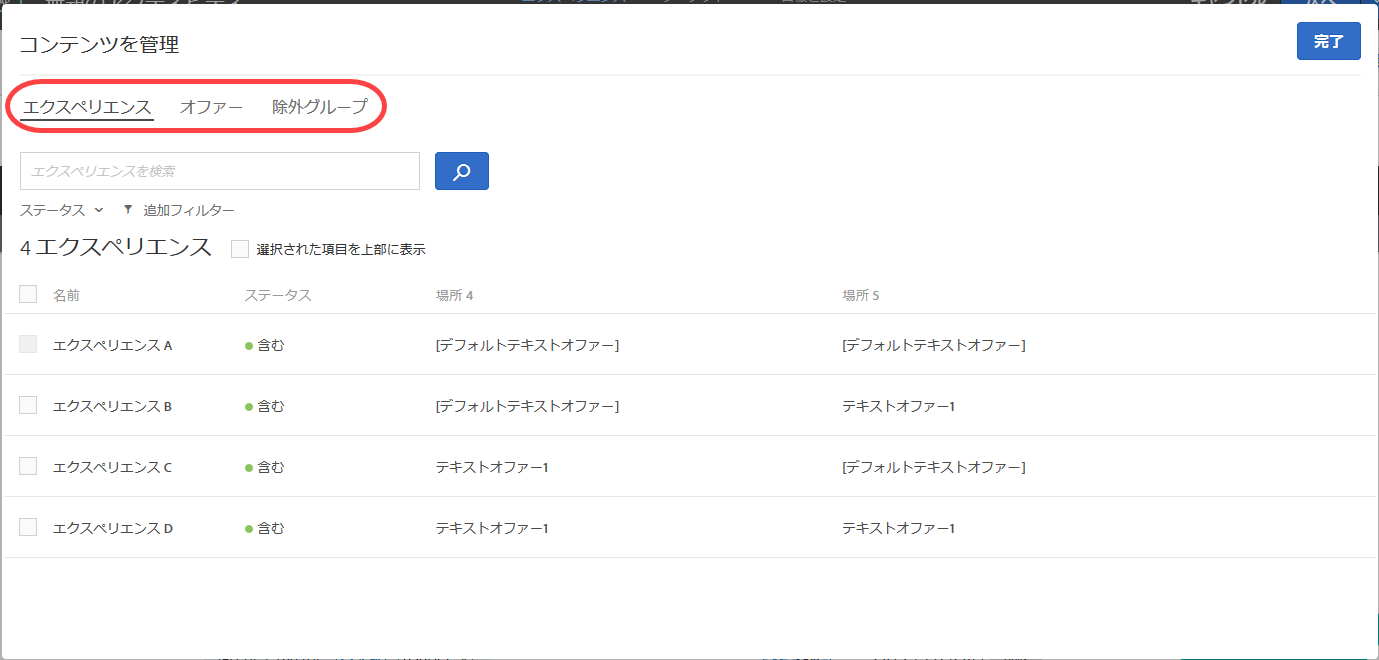 コンテンツを管理
完了
エクスペリエンス オファー 除外グループ
エクスペリエンスを検索
ステータス 追加フィルター
4 エクスペリエンス 選択された項目を上部に表示
名前 ステータス 場所 4 場所 5
エクスペリエンス A 含む [デフォルトテキストオファー] [デフォルトテキストオファー]
エクスペリエンス B 含む [デフォルトテキストオファー] テキストオファー1
エクスペリエンス C 含む テキストオファー1 [デフォルトテキストオファー]
エクスペリエンス D 含む テキストオファー1 テキストオファー1